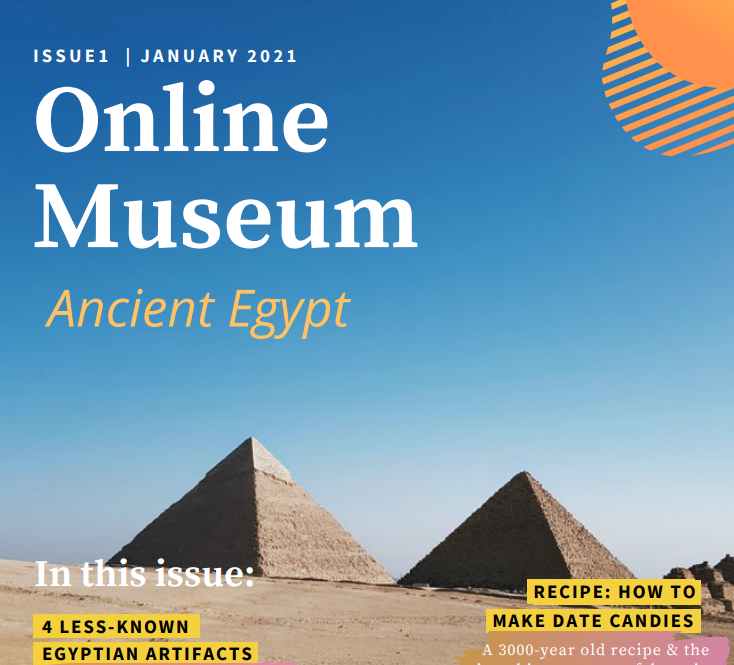 ISSUE1 | JANUARY 2021
Online
Museum
Ancient Egypt
In this issue:
4 LESS-KNOWN
EGYPTIAN ARTIFACTS
RECIPE: HOW TO
MAKE DATE CANDIES
A 3000-year old recipe & the